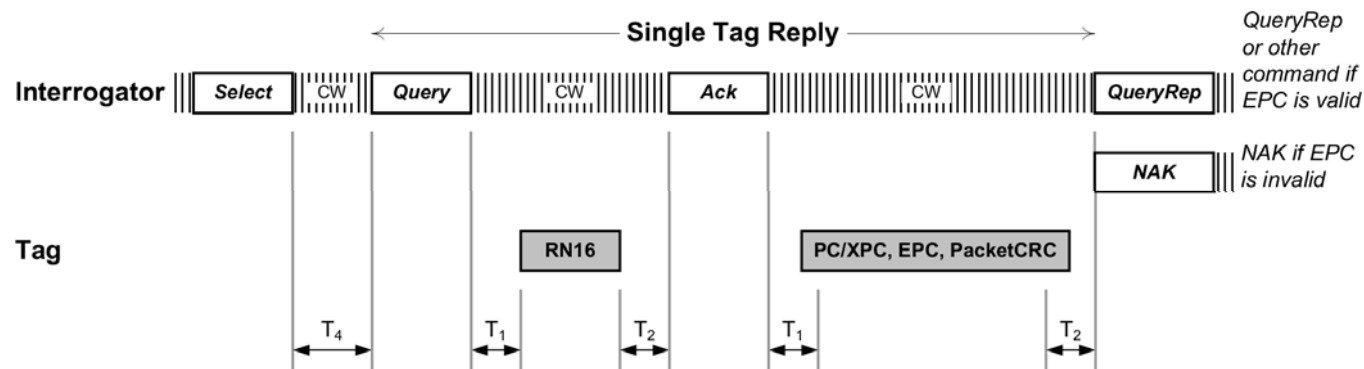 Single Tag Reply
QueryRep
or other
command if
EPC is valid
Interrogator
Select
CW
Query
CW
Ack
CW
QueryRep
NAK
NAK if EPC
is invalid
Tag
RN16
PC/XPC, EPC, PacketCRC
T₄
T₁
T₂
T₁
T₂